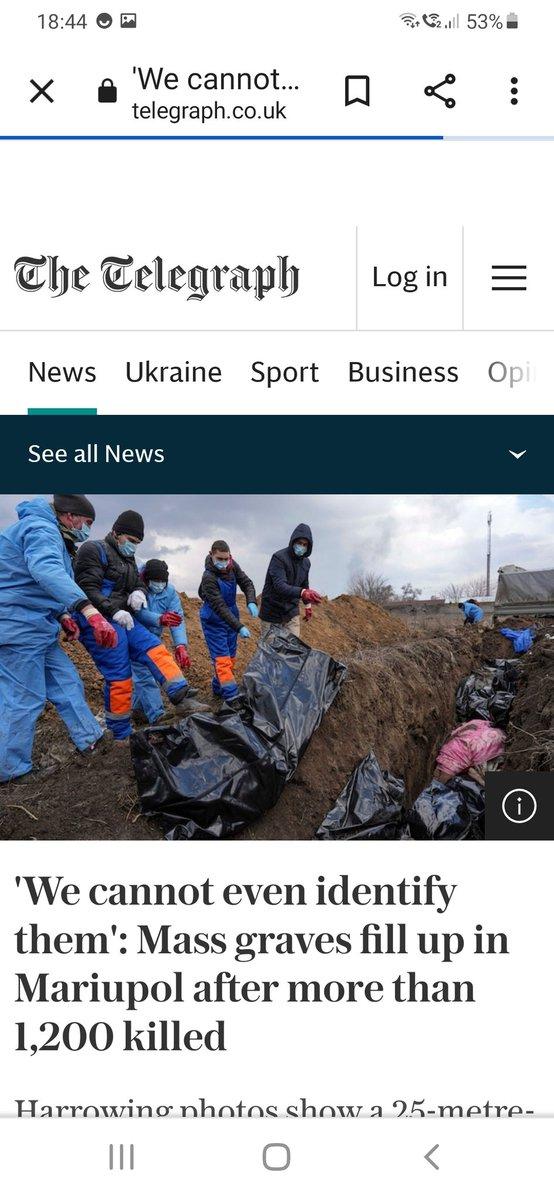 18:44
53%
'We cannot...
telegraph.co.uk
The Telegraph
Log in
News Ukraine Sport Business Opi
See all News
'We cannot even identify
them': Mass graves fill up in
Mariupol after more than
1,200 killed
Harrowing photos show a 25-metre-